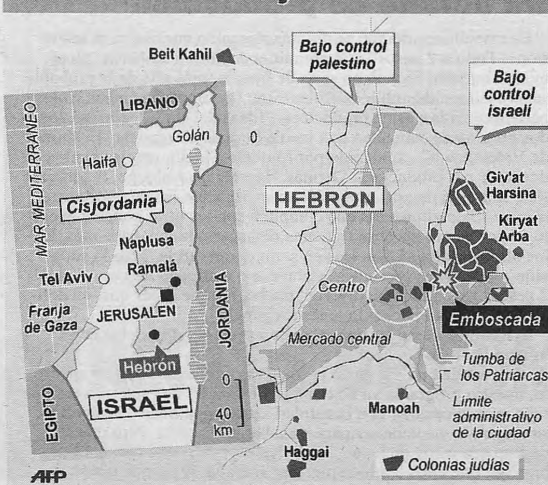 Beit Kahil
Bajo control
palestino
Bajo
control
israelí
LIBANO
Golán
0
MAR MEDITERRANEO
Haifa
Cisjordania
Naplusa
Ramalá
Tel Aviv
Franja
de Gaza
JERUSALEN
JORDANIA
Hebrón
ISRAEL
EGIPTO
0
40
km
AFP
HEBRON
Giv'at
Harsina
Kiryat
Arba
Centro
Emboscada
Mercado central
Tumba de
los Patriarcas
Manoah
Límite
administrativo
de la ciudad
Haggai
Colonias judías